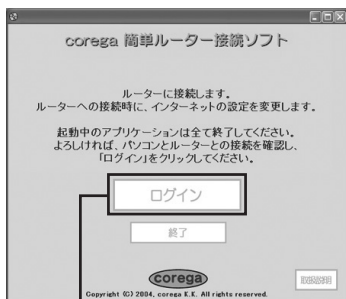 corega 簡単ルーター接続ソフト
ルーターに接続します。
ルーターへの接続時に、インターネットの設定を変更します。
起動中のアプリケーションは全て終了してください。
よろしければ、パソコンとルーターとの接続を確認し、
「ログイン」をクリックしてください。
ログイン
終了
corega
Copyright (C) 2004, corega K.K. All rights reserved.